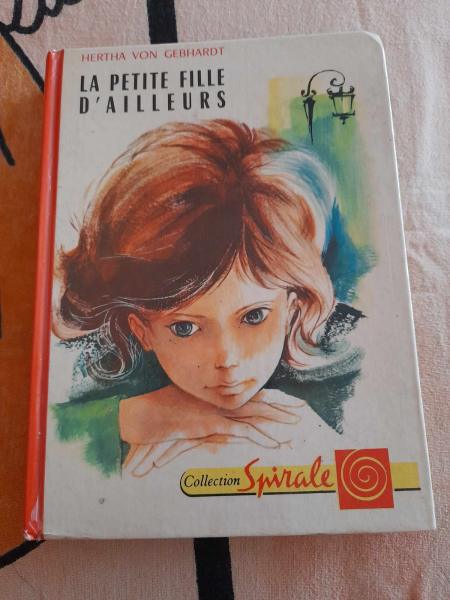 HERTHA VON GEBHARDT
LA PETITE FILLE
D'AILLEURS
Collection Spirale